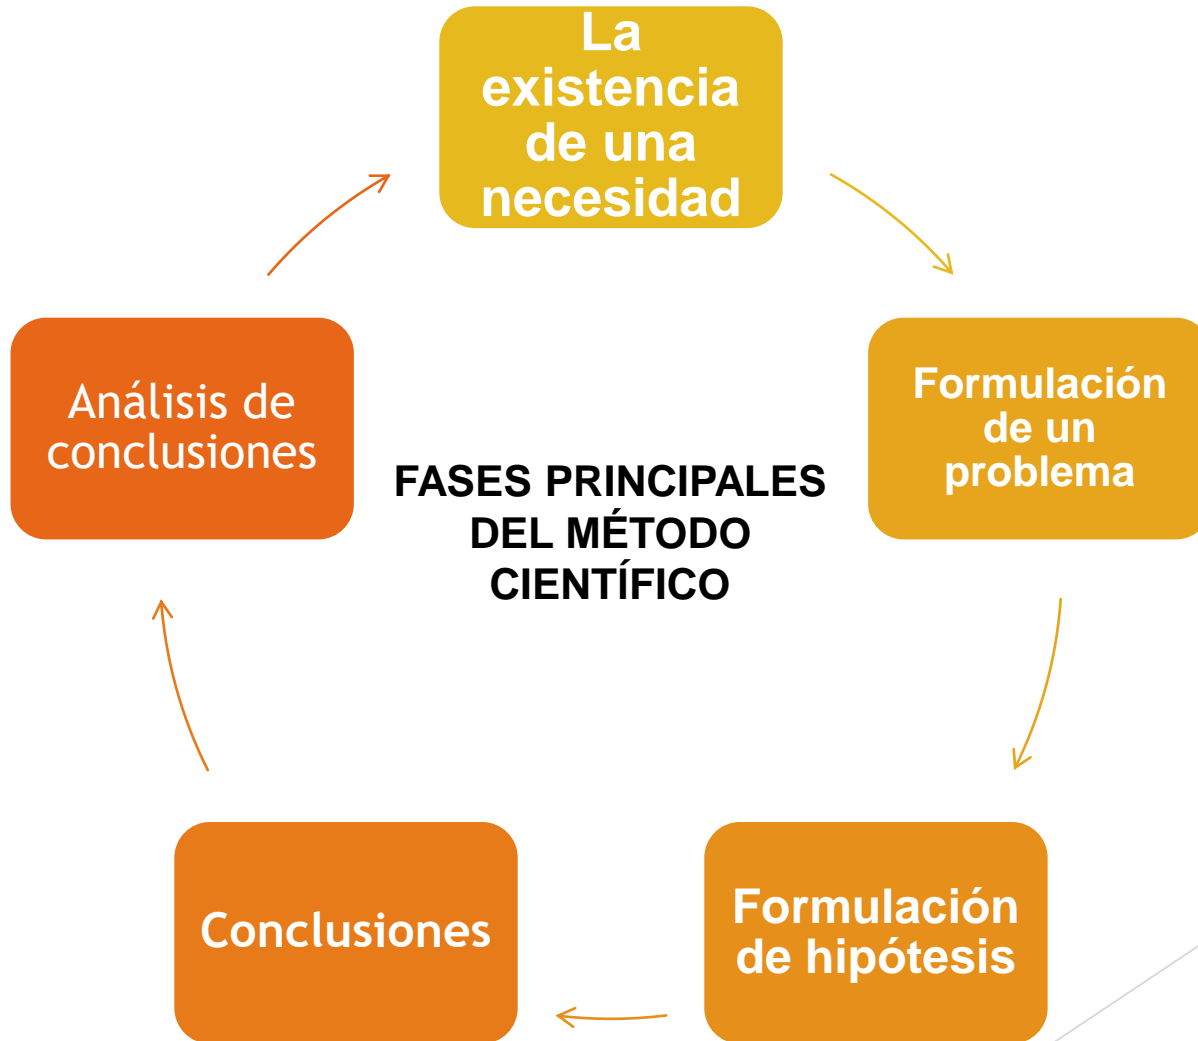 La
existencia
de una
necesidad
Formulación
de un
problema
Formulación
de hipótesis
Conclusiones
Análisis de
conclusiones
FASES PRINCIPALES
DEL MÉTODO
CIENTÍFICO